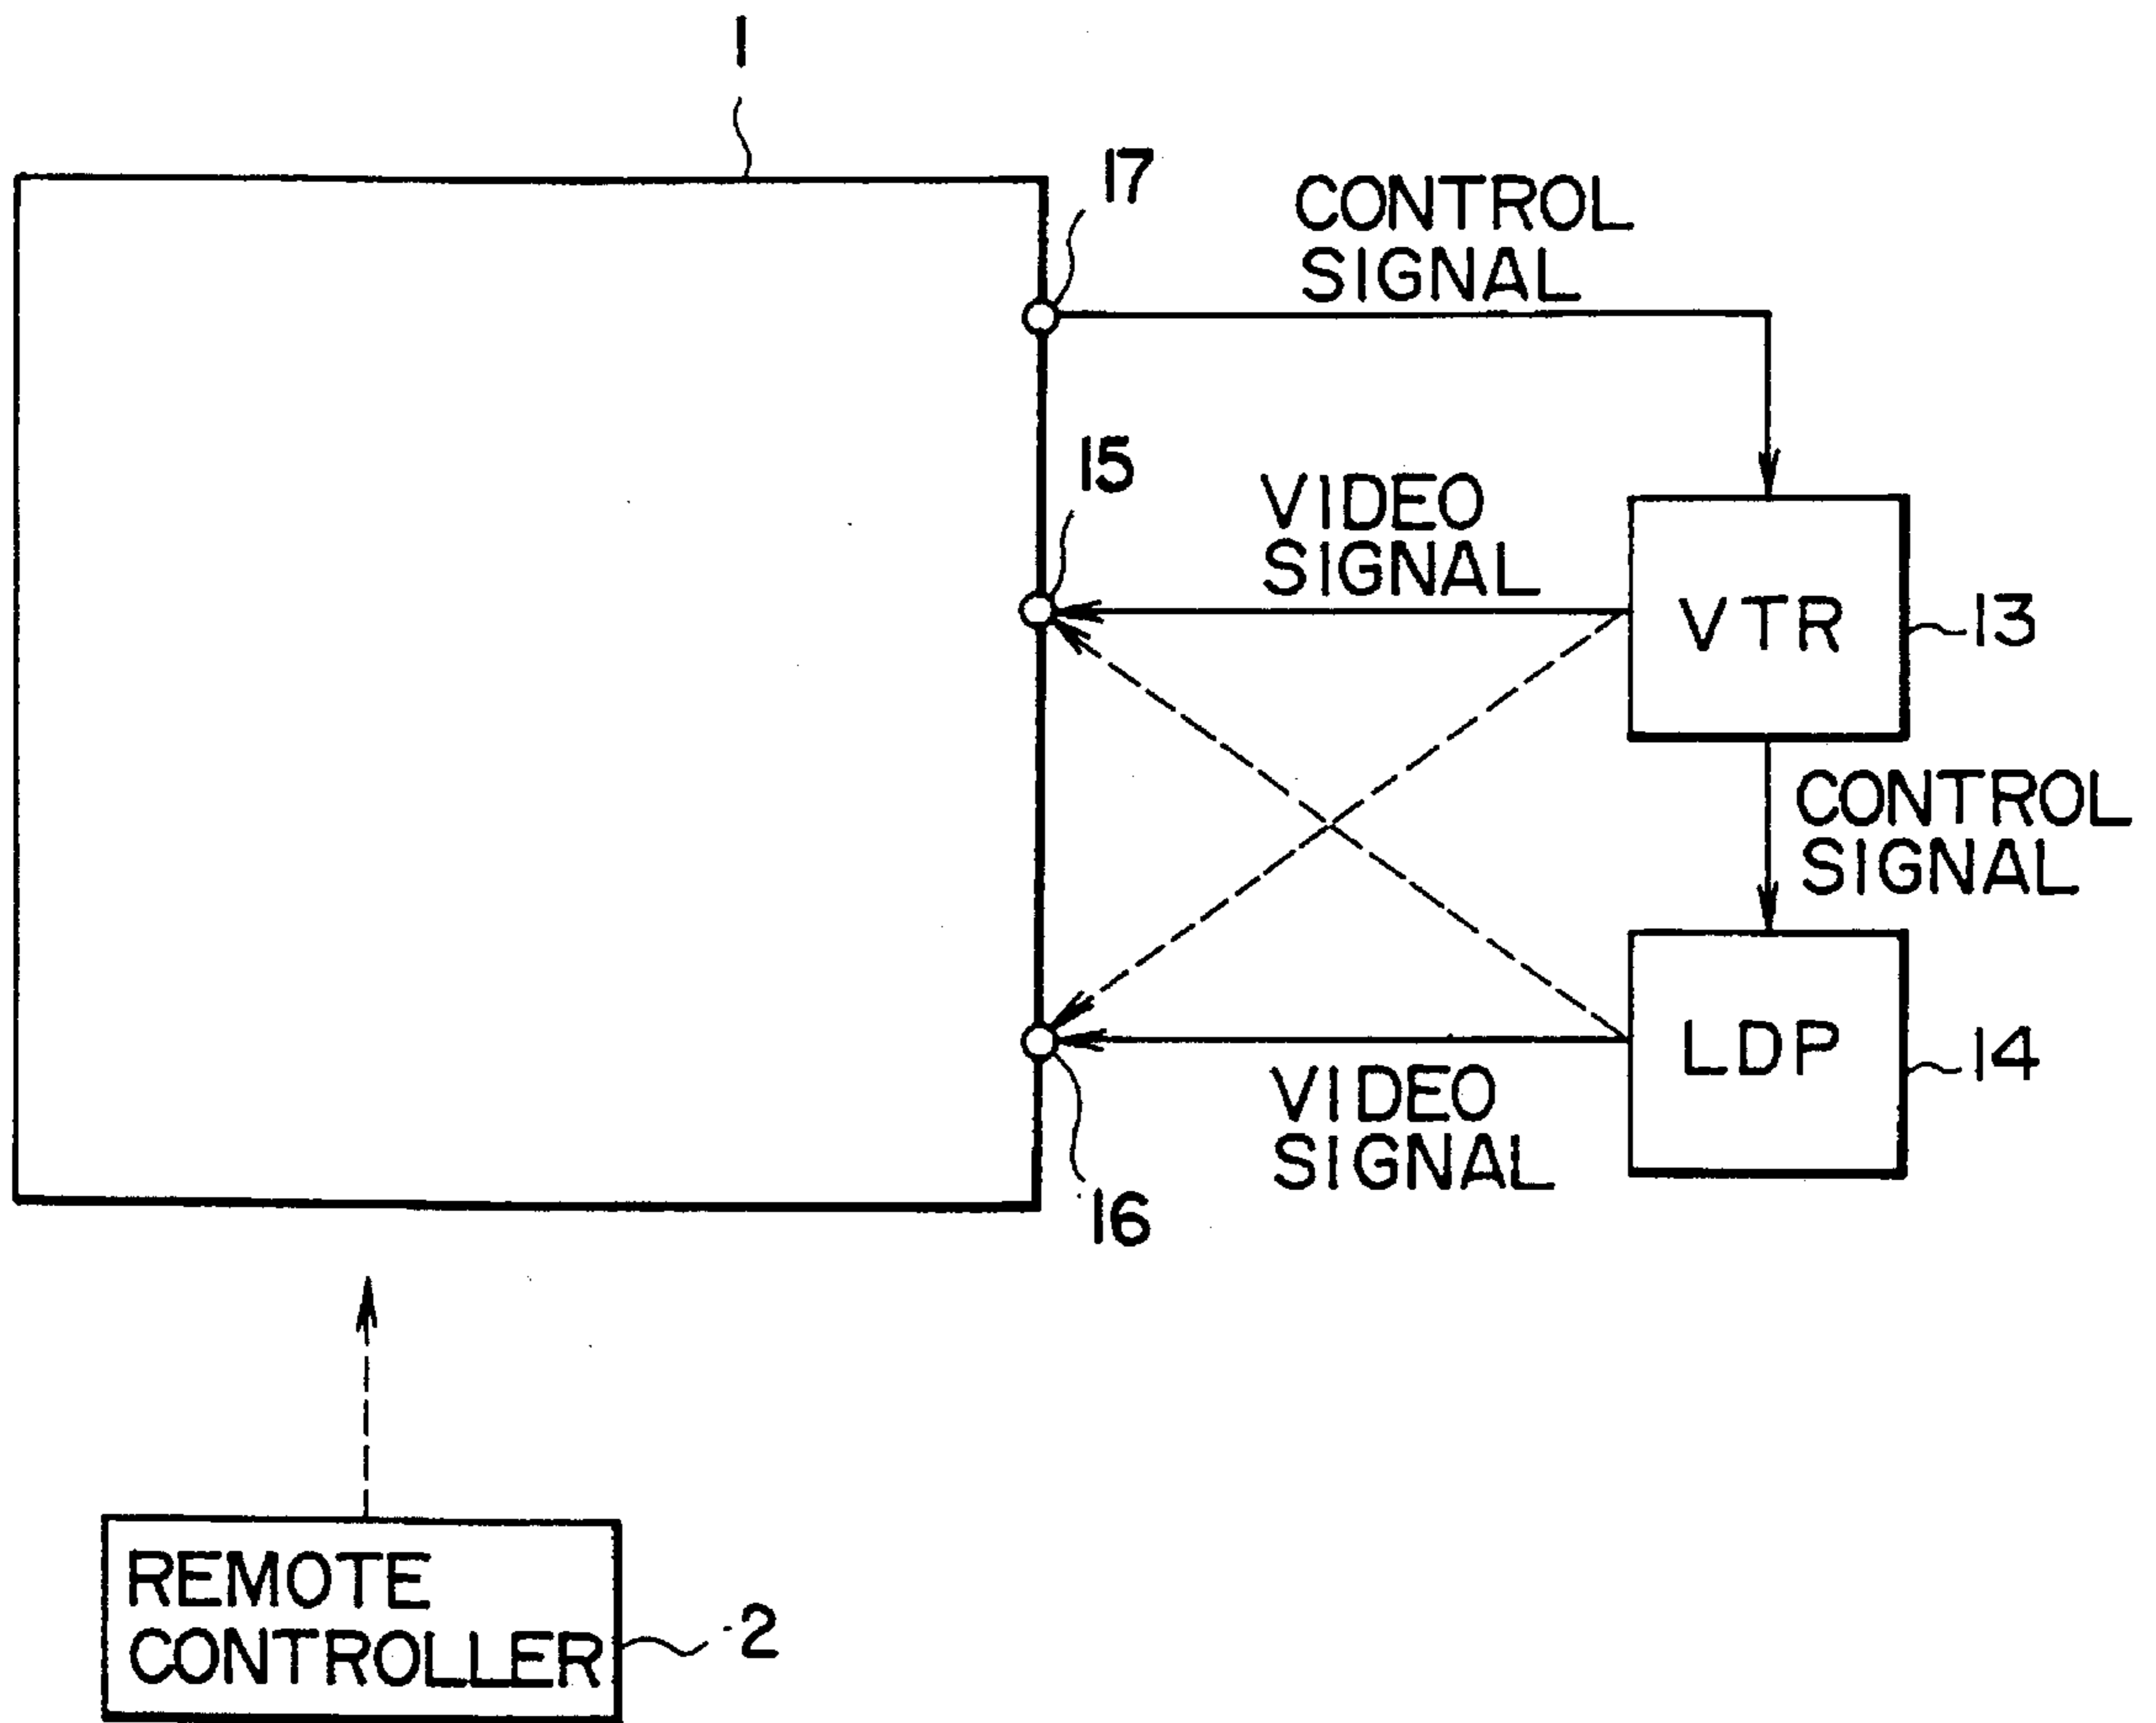 1
17
CONTROL
SIGNAL
15
VIDEO
SIGNAL
VTR
13
CONTROL
SIGNAL
LDP
14
VIDEO
SIGNAL
16
REMOTE
CONTROLLER
2